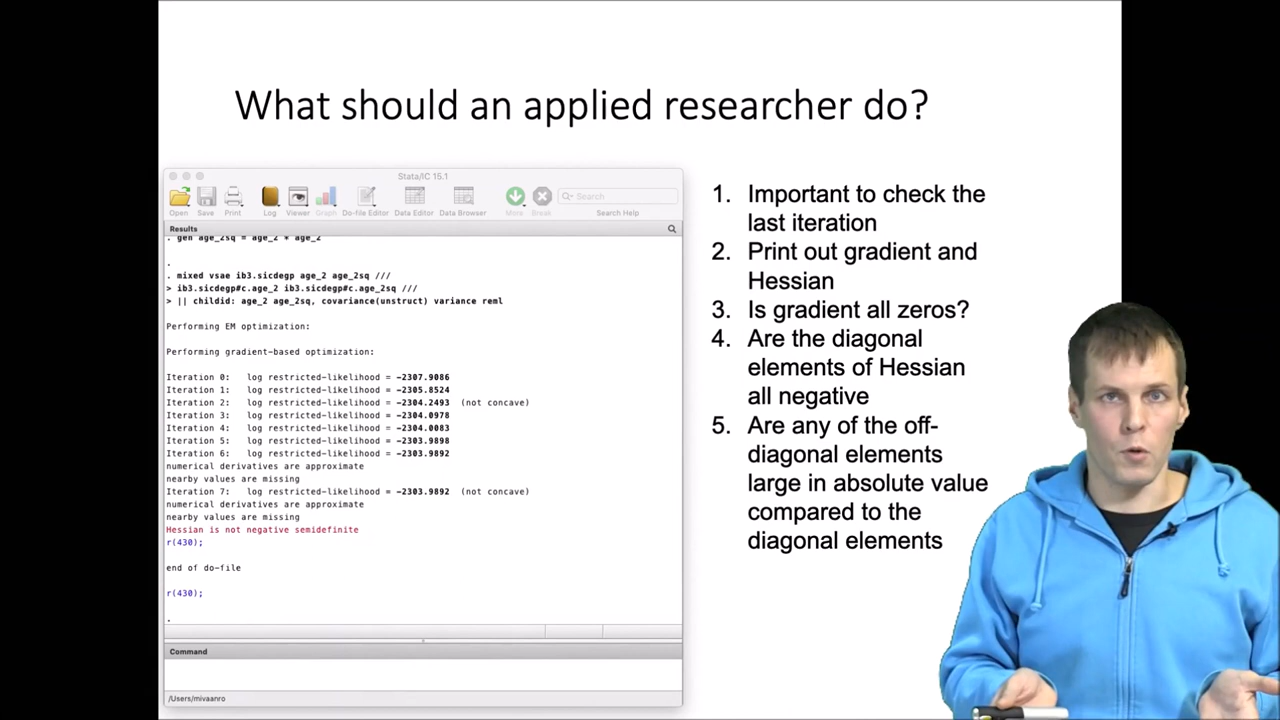 What should an applied researcher do?
Stata/IC 15.1
Open Save Print Log Viewer Graph Do-file Editor Data Editor Data Browser More Break Search
Search Help
Results
. gen age_2sq = age_2 * age_2
.
. mixed vsae ib3.sicdegp age_2 age_2sq ///
> ib3.sicdegp#c.age_2 ib3.sicdegp#c.age_2sq ///
> || childid: age_2 age_2sq, covariance(unstruct) variance reml
Performing EM optimization:
Performing gradient-based optimization:
Iteration 0: log restricted-likelihood = -2307.9086
Iteration 1: log restricted-likelihood = -2305.8524
Iteration 2: log restricted-likelihood = -2304.2493 (not concave)
Iteration 3: log restricted-likelihood = -2304.0978
Iteration 4: log restricted-likelihood = -2304.0083
Iteration 5: log restricted-likelihood = -2303.9898
Iteration 6: log restricted-likelihood = -2303.9892
numerical derivatives are approximate
nearby values are missing
Iteration 7: log restricted-likelihood = -2303.9892 (not concave)
numerical derivatives are approximate
nearby values are missing
Hessian is not negative semidefinite
r(430);
end of do-file
r(430);
.
Command
/Users/mivaanro
1. Important to check the
last iteration
2. Print out gradient and
Hessian
3. Is gradient all zeros?
4. Are the diagonal
elements of Hessian
all negative
5. Are any of the off-
diagonal elements
large in absolute value
compared to the
diagonal elements